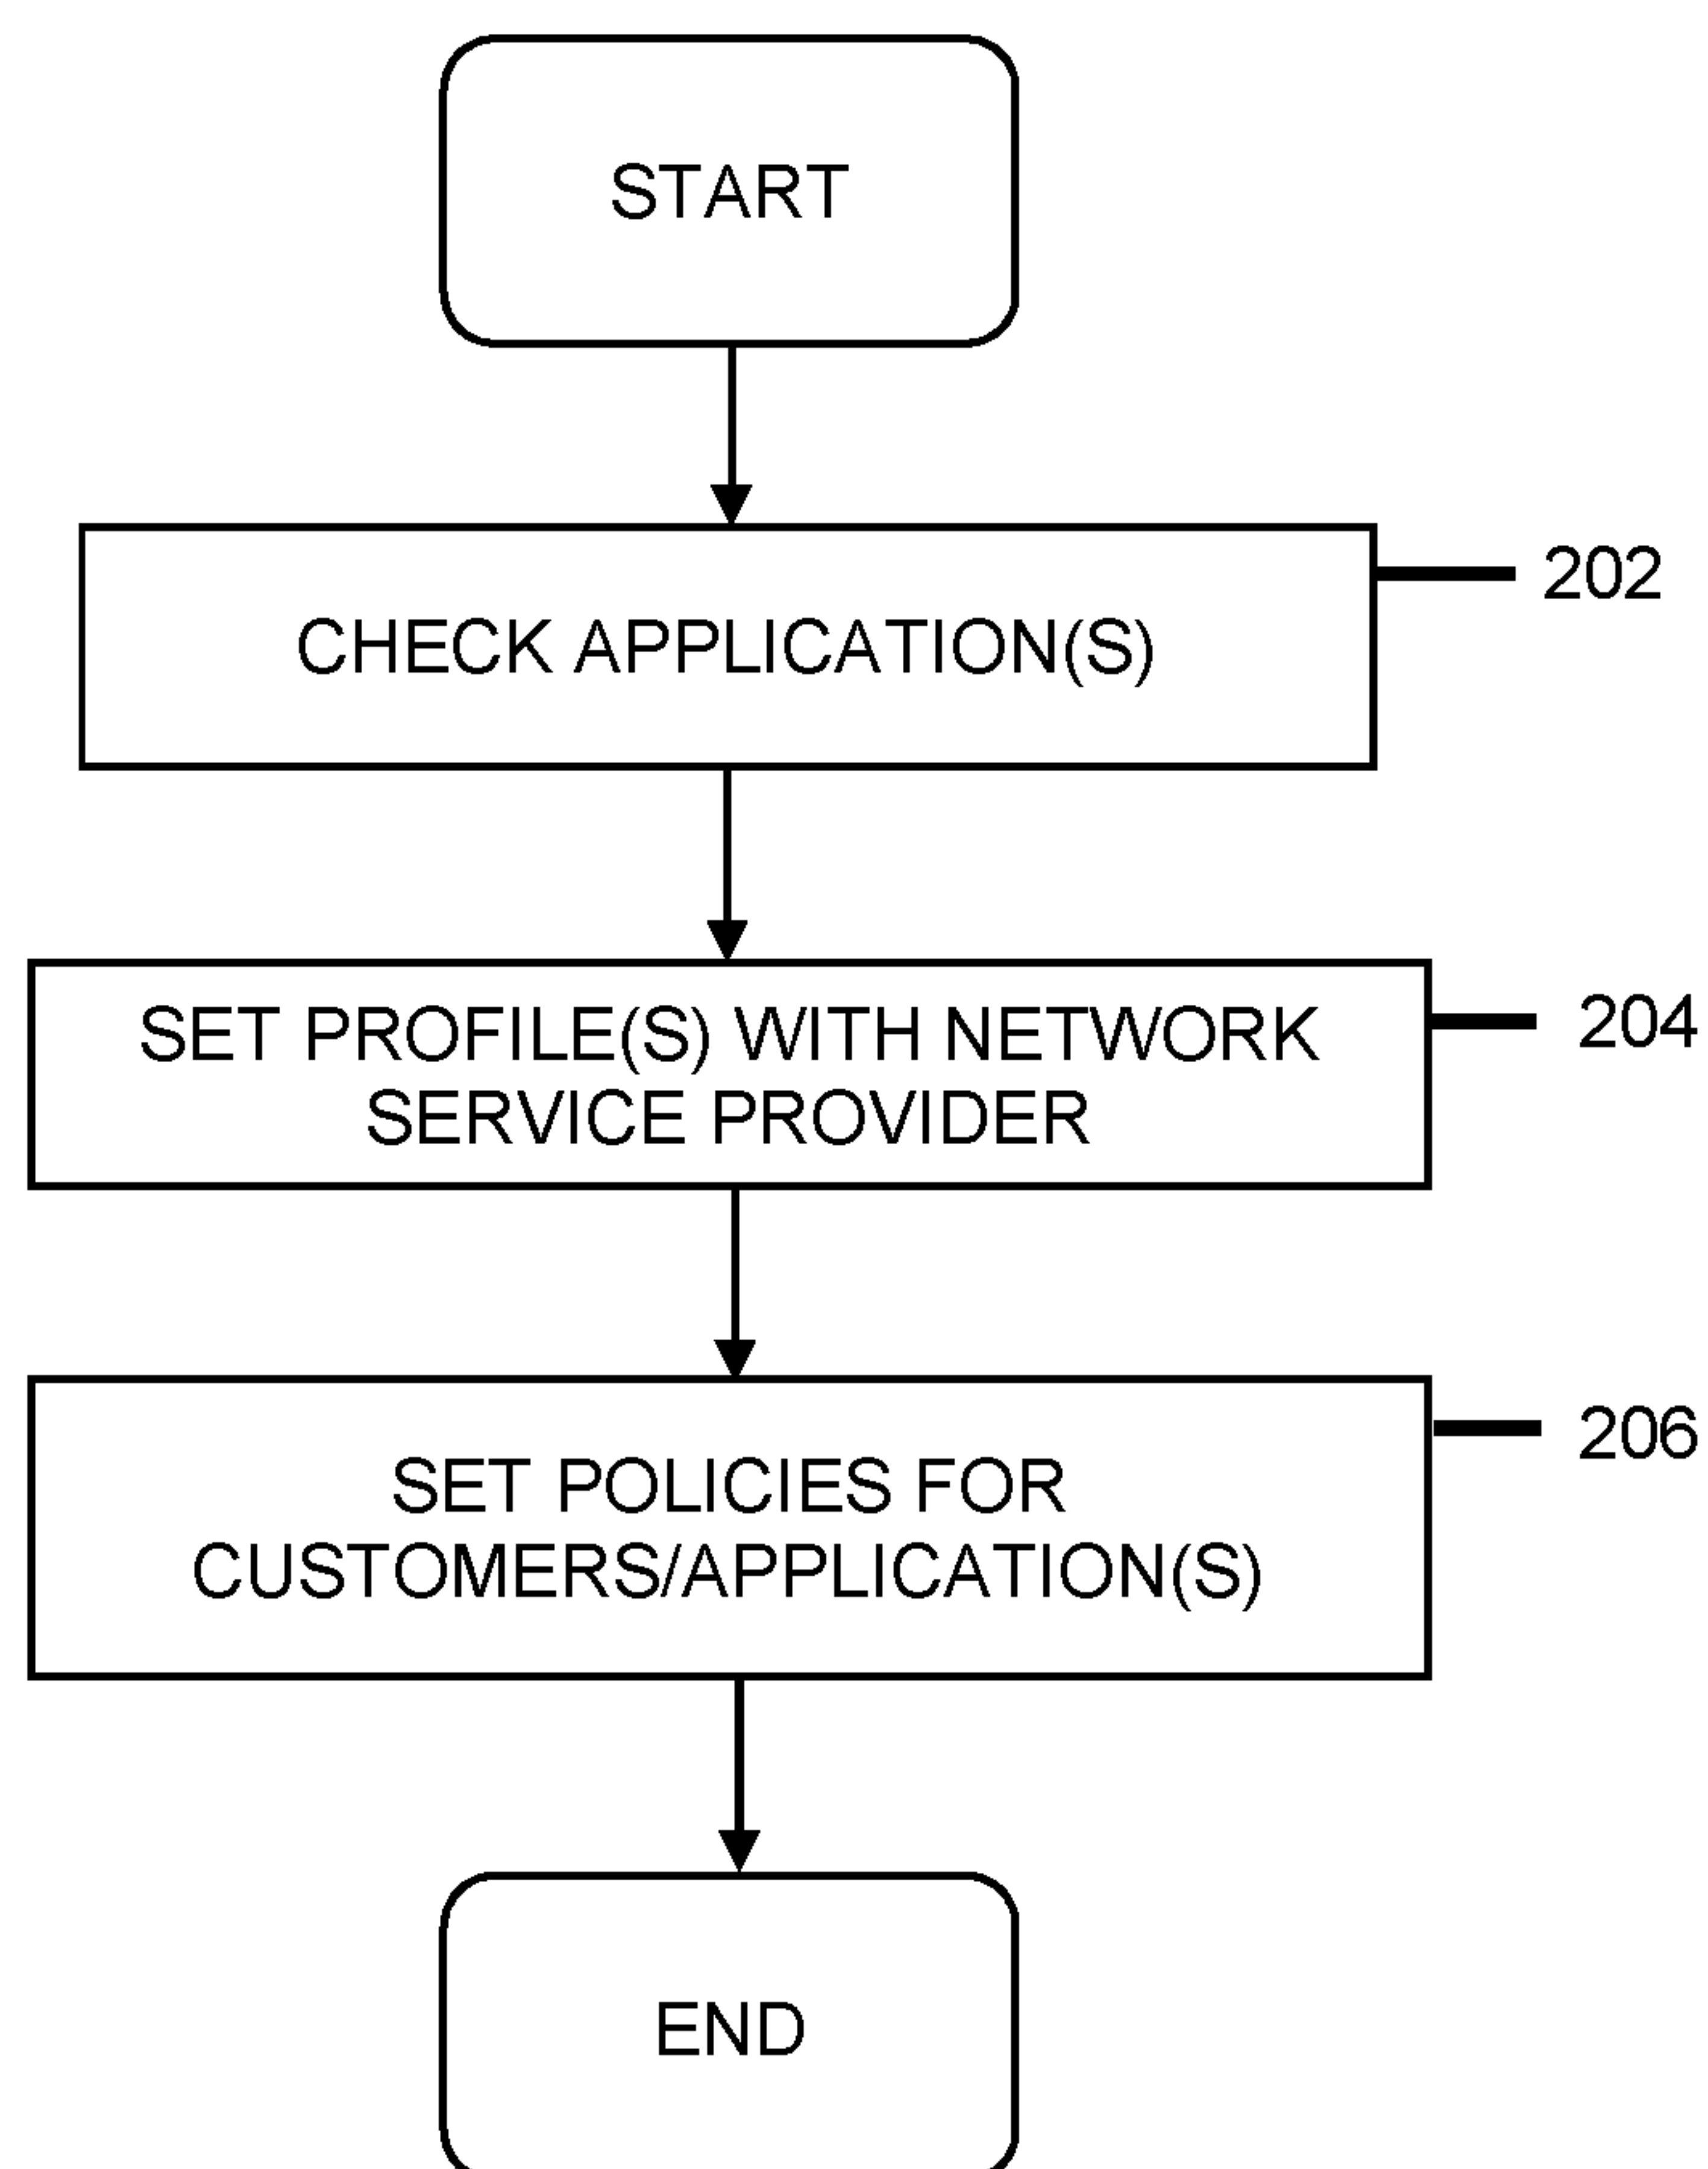 START
CHECK APPLICATION(S)
202
SET PROFILE(S) WITH NETWORK
SERVICE PROVIDER
204
SET POLICIES FOR
CUSTOMERS/APPLICATION(S)
206
END